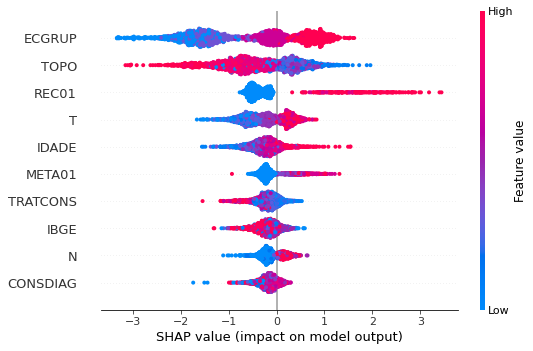 High
ECGRUP
TOPO
REC01
T
IDADE
META01
TRATCONS
IBGE
N
CONSDIAG
Feature value
Low
−3 −2 −1 0 1 2 3
SHAP value (impact on model output)